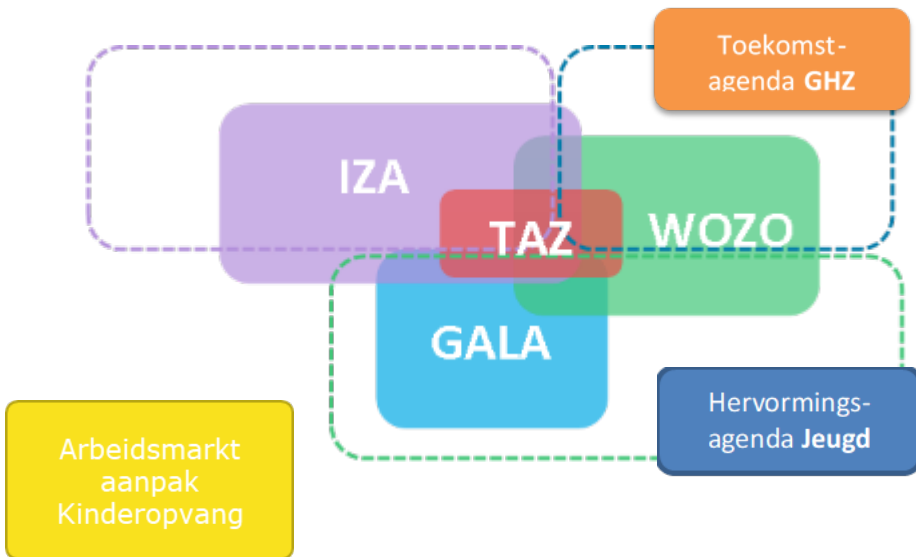 Toekomst-
agenda GHZ
IZA
TAZ
WOZO
GALA
Hervormings-
agenda Jeugd
Arbeidsmarkt
aanpak
Kinderopvang